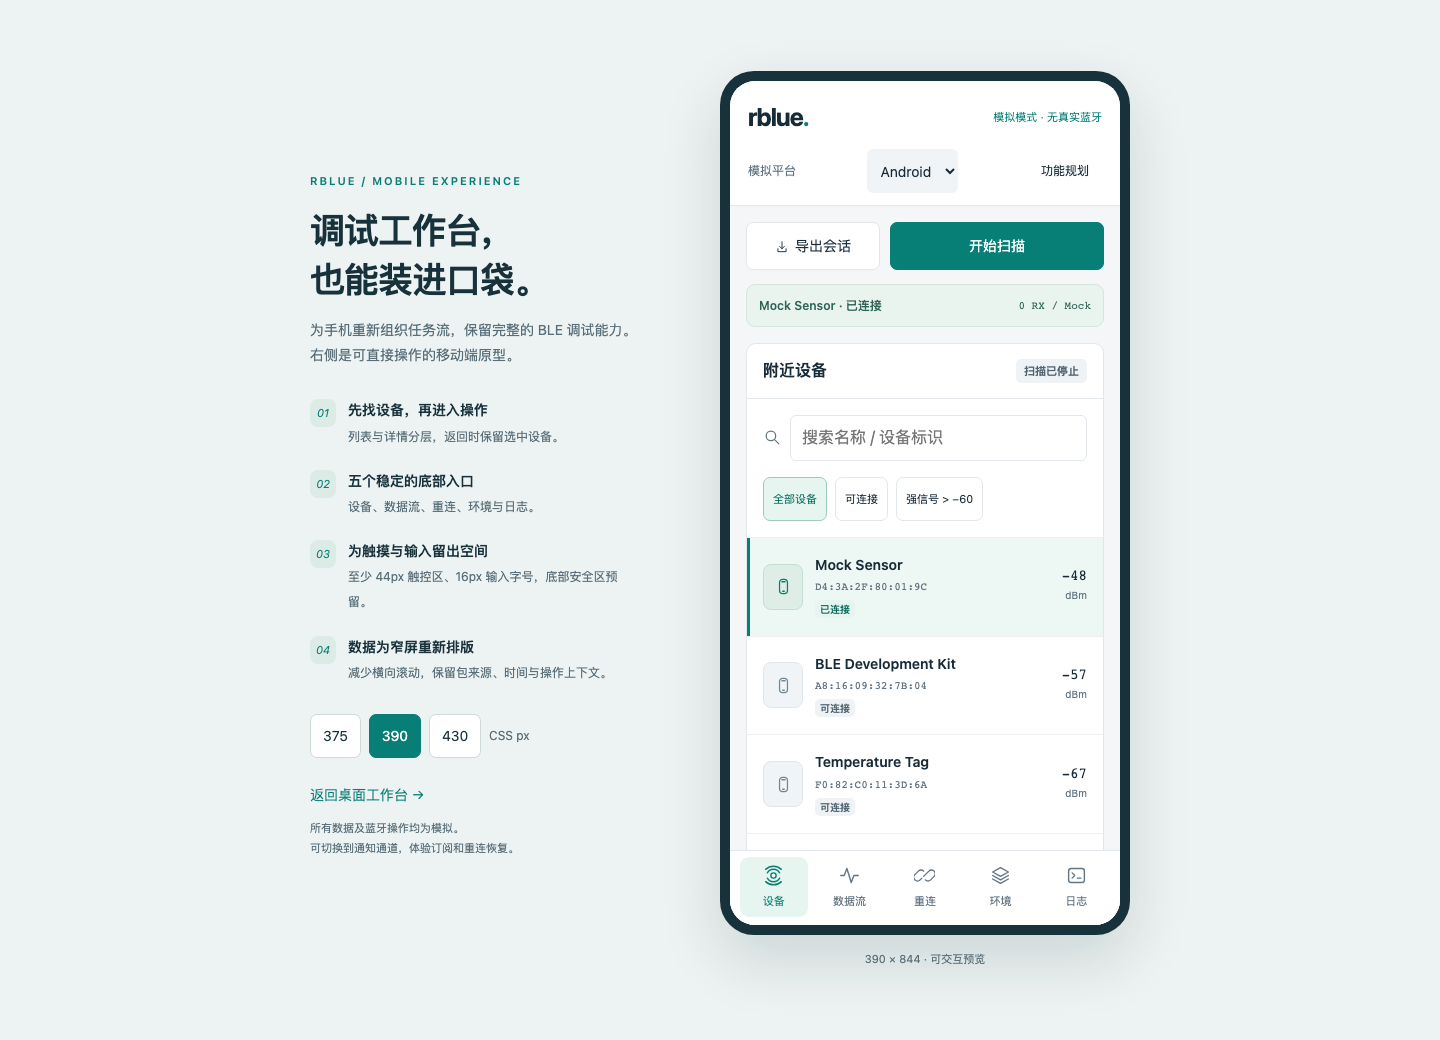 RBLUE / MOBILE EXPERIENCE
调试工作台，
也能装进口袋。
为手机重新组织任务流，保留完整的 BLE 调试能力。
右侧是可直接操作的移动端原型。
01
先找设备，再进入操作
列表与详情分层，返回时保留选中设备。
02
五个稳定的底部入口
设备、数据流、重连、环境与日志。
03
为触摸与输入留出空间
至少 44px 触控区、16px 输入字号，底部安全区预
留。
04
数据为窄屏重新排版
减少横向滚动，保留包来源、时间与操作上下文。
375 390 430 CSS px
返回桌面工作台 →
所有数据及蓝牙操作均为模拟。
可切换到通知通道，体验订阅和重连恢复。
rblue. 模拟模式 · 无真实蓝牙
模拟平台 Android 功能规划
导出会话 开始扫描
Mock Sensor · 已连接 0 RX / Mock
附近设备 扫描已停止
搜索名称 / 设备标识
全部设备 可连接 强信号 > −60
Mock Sensor
D4:3A:2F:80:01:9C
已连接
−48
dBm
BLE Development Kit
A8:16:09:32:7B:04
可连接
−57
dBm
Temperature Tag
F0:82:C0:11:3D:6A
可连接
−67
dBm
设备 数据流 重连 环境 日志
390 × 844 · 可交互预览